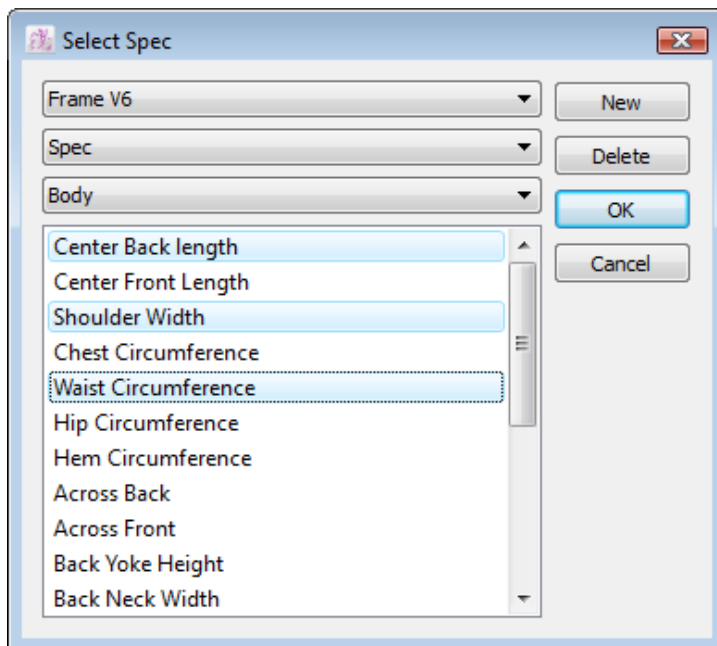 Select Spec
Frame V6
New
Spec
Delete
Body
OK
Cancel
Center Back length
Center Front Length
Shoulder Width
Chest Circumference
Waist Circumference
Hip Circumference
Hem Circumference
Across Back
Across Front
Back Yoke Height
Back Neck Width